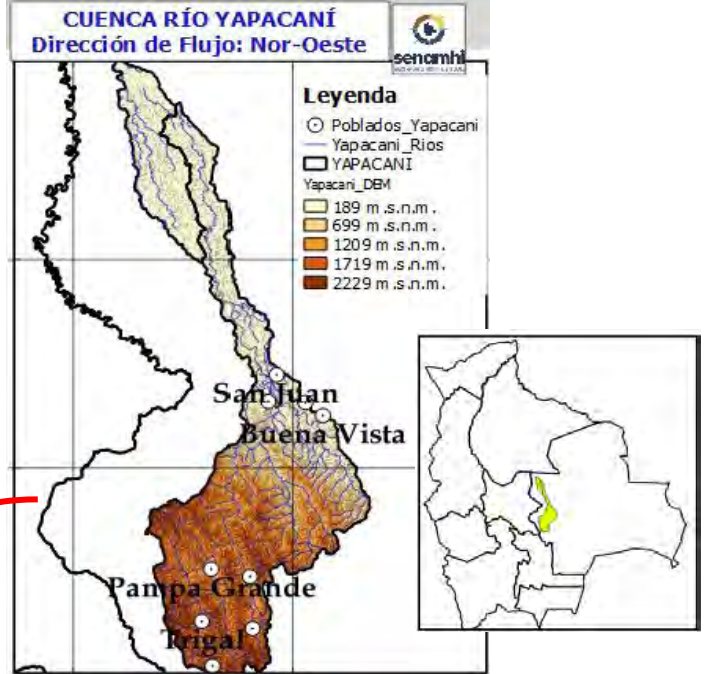 CUENCA RÍO YAPACANÍ
Dirección de Flujo: Nor-Oeste
senamhi
Leyenda
Poblados_Yapacani
Yapacani_Rios
YAPACANI
Yapacani_DEM
189 m.s.n.m.
699 m.s.n.m.
1209 m.s.n.m.
1719 m.s.n.m.
2229 m.s.n.m.
San Juan
Buena Vista
Pampa Grande
Trigal